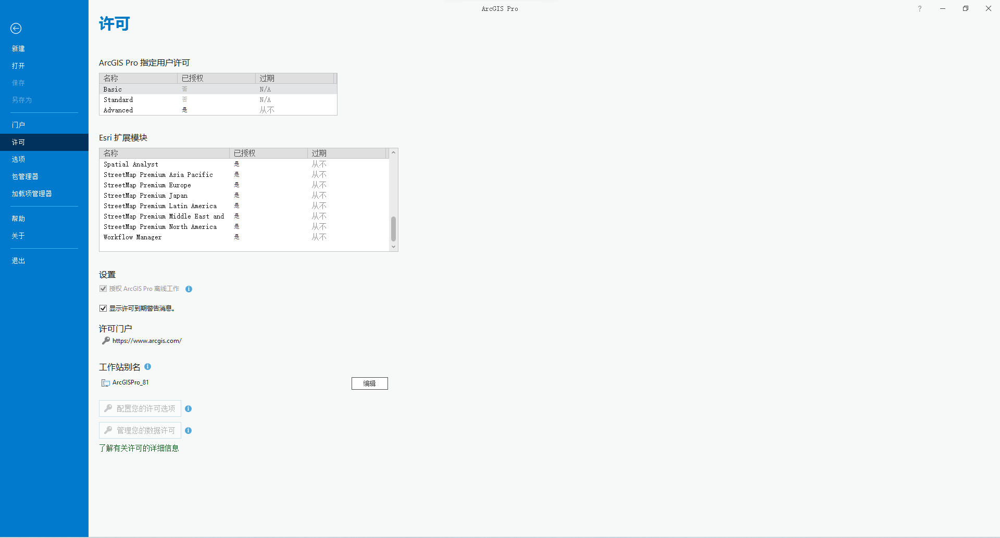 ArcGIS Pro
?
许可
新建
打开
保存
另存为
门户
许可
选项
包管理器
加载项管理器
帮助
关于
退出
ArcGIS Pro 指定用户许可
名称 已授权 过期
Basic 否 N/A
Standard 否 N/A
Advanced 是 从不
Esri 扩展模块
名称 已授权 过期
Spatial Analyst 是 从不
StreetMap Premium Asia Pacific 是 从不
StreetMap Premium Europe 是 从不
StreetMap Premium Japan 是 从不
StreetMap Premium Latin America 是 从不
StreetMap Premium Middle East and 是 从不
StreetMap Premium North America 是 从不
Workflow Manager 是 从不
设置
授权 ArcGIS Pro 离线工作
显示许可到期警告消息。
许可门户
https://www.arcgis.com/
工作站别名
ArcGISPro_81 编辑
配置您的许可选项
管理您的数据许可
了解有关许可的详细信息